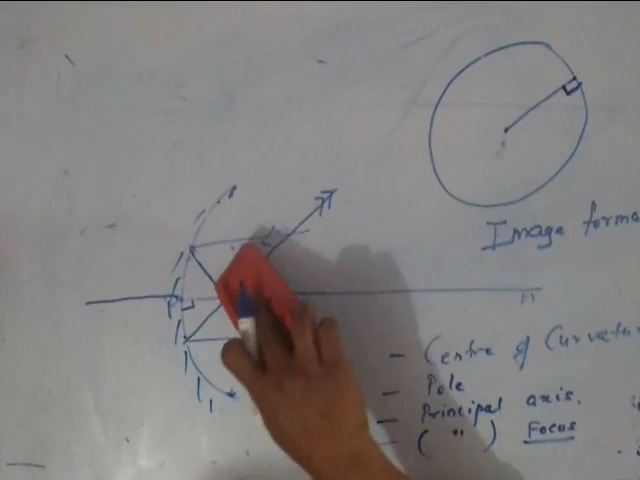 Image forma
P
- Centre of Curvatu
- Pole
- Principal axis.
- ( " ) Focus